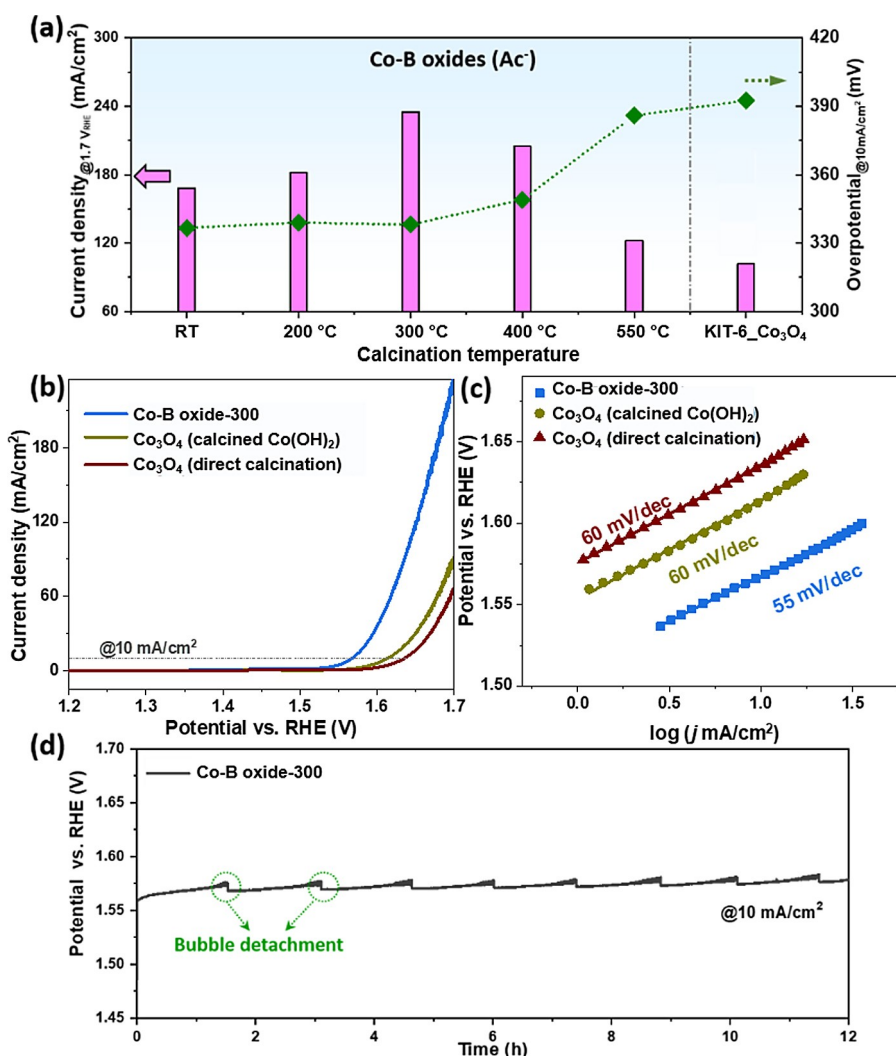 (a)
Current density@1.7 V_RHE (mA/cm²)
300
240
180
120
60
Co-B oxides (Ac⁻)
420
390
360
330
300
Overpotential@10mA/cm² (mV)
RT 200 °C 300 °C 400 °C 550 °C KIT-6_Co₃O₄
Calcination temperature
(b)
Current density (mA/cm²)
180
120
60
0
Co-B oxide-300
Co₃O₄ (calcined Co(OH)₂)
Co₃O₄ (direct calcination)
@10 mA/cm²
1.2 1.3 1.4 1.5 1.6 1.7
Potential vs. RHE (V)
(c)
Potential vs. RHE (V)
1.65
1.60
1.55
1.50
Co-B oxide-300
Co₃O₄ (calcined Co(OH)₂)
Co₃O₄ (direct calcination)
60 mV/dec
60 mV/dec
55 mV/dec
0.0 0.5 1.0 1.5
log (j mA/cm²)
(d)
Potential vs. RHE (V)
1.70
1.65
1.60
1.55
1.50
1.45
Co-B oxide-300
Bubble detachment
@10 mA/cm²
0 2 4 6 8 10 12
Time (h)